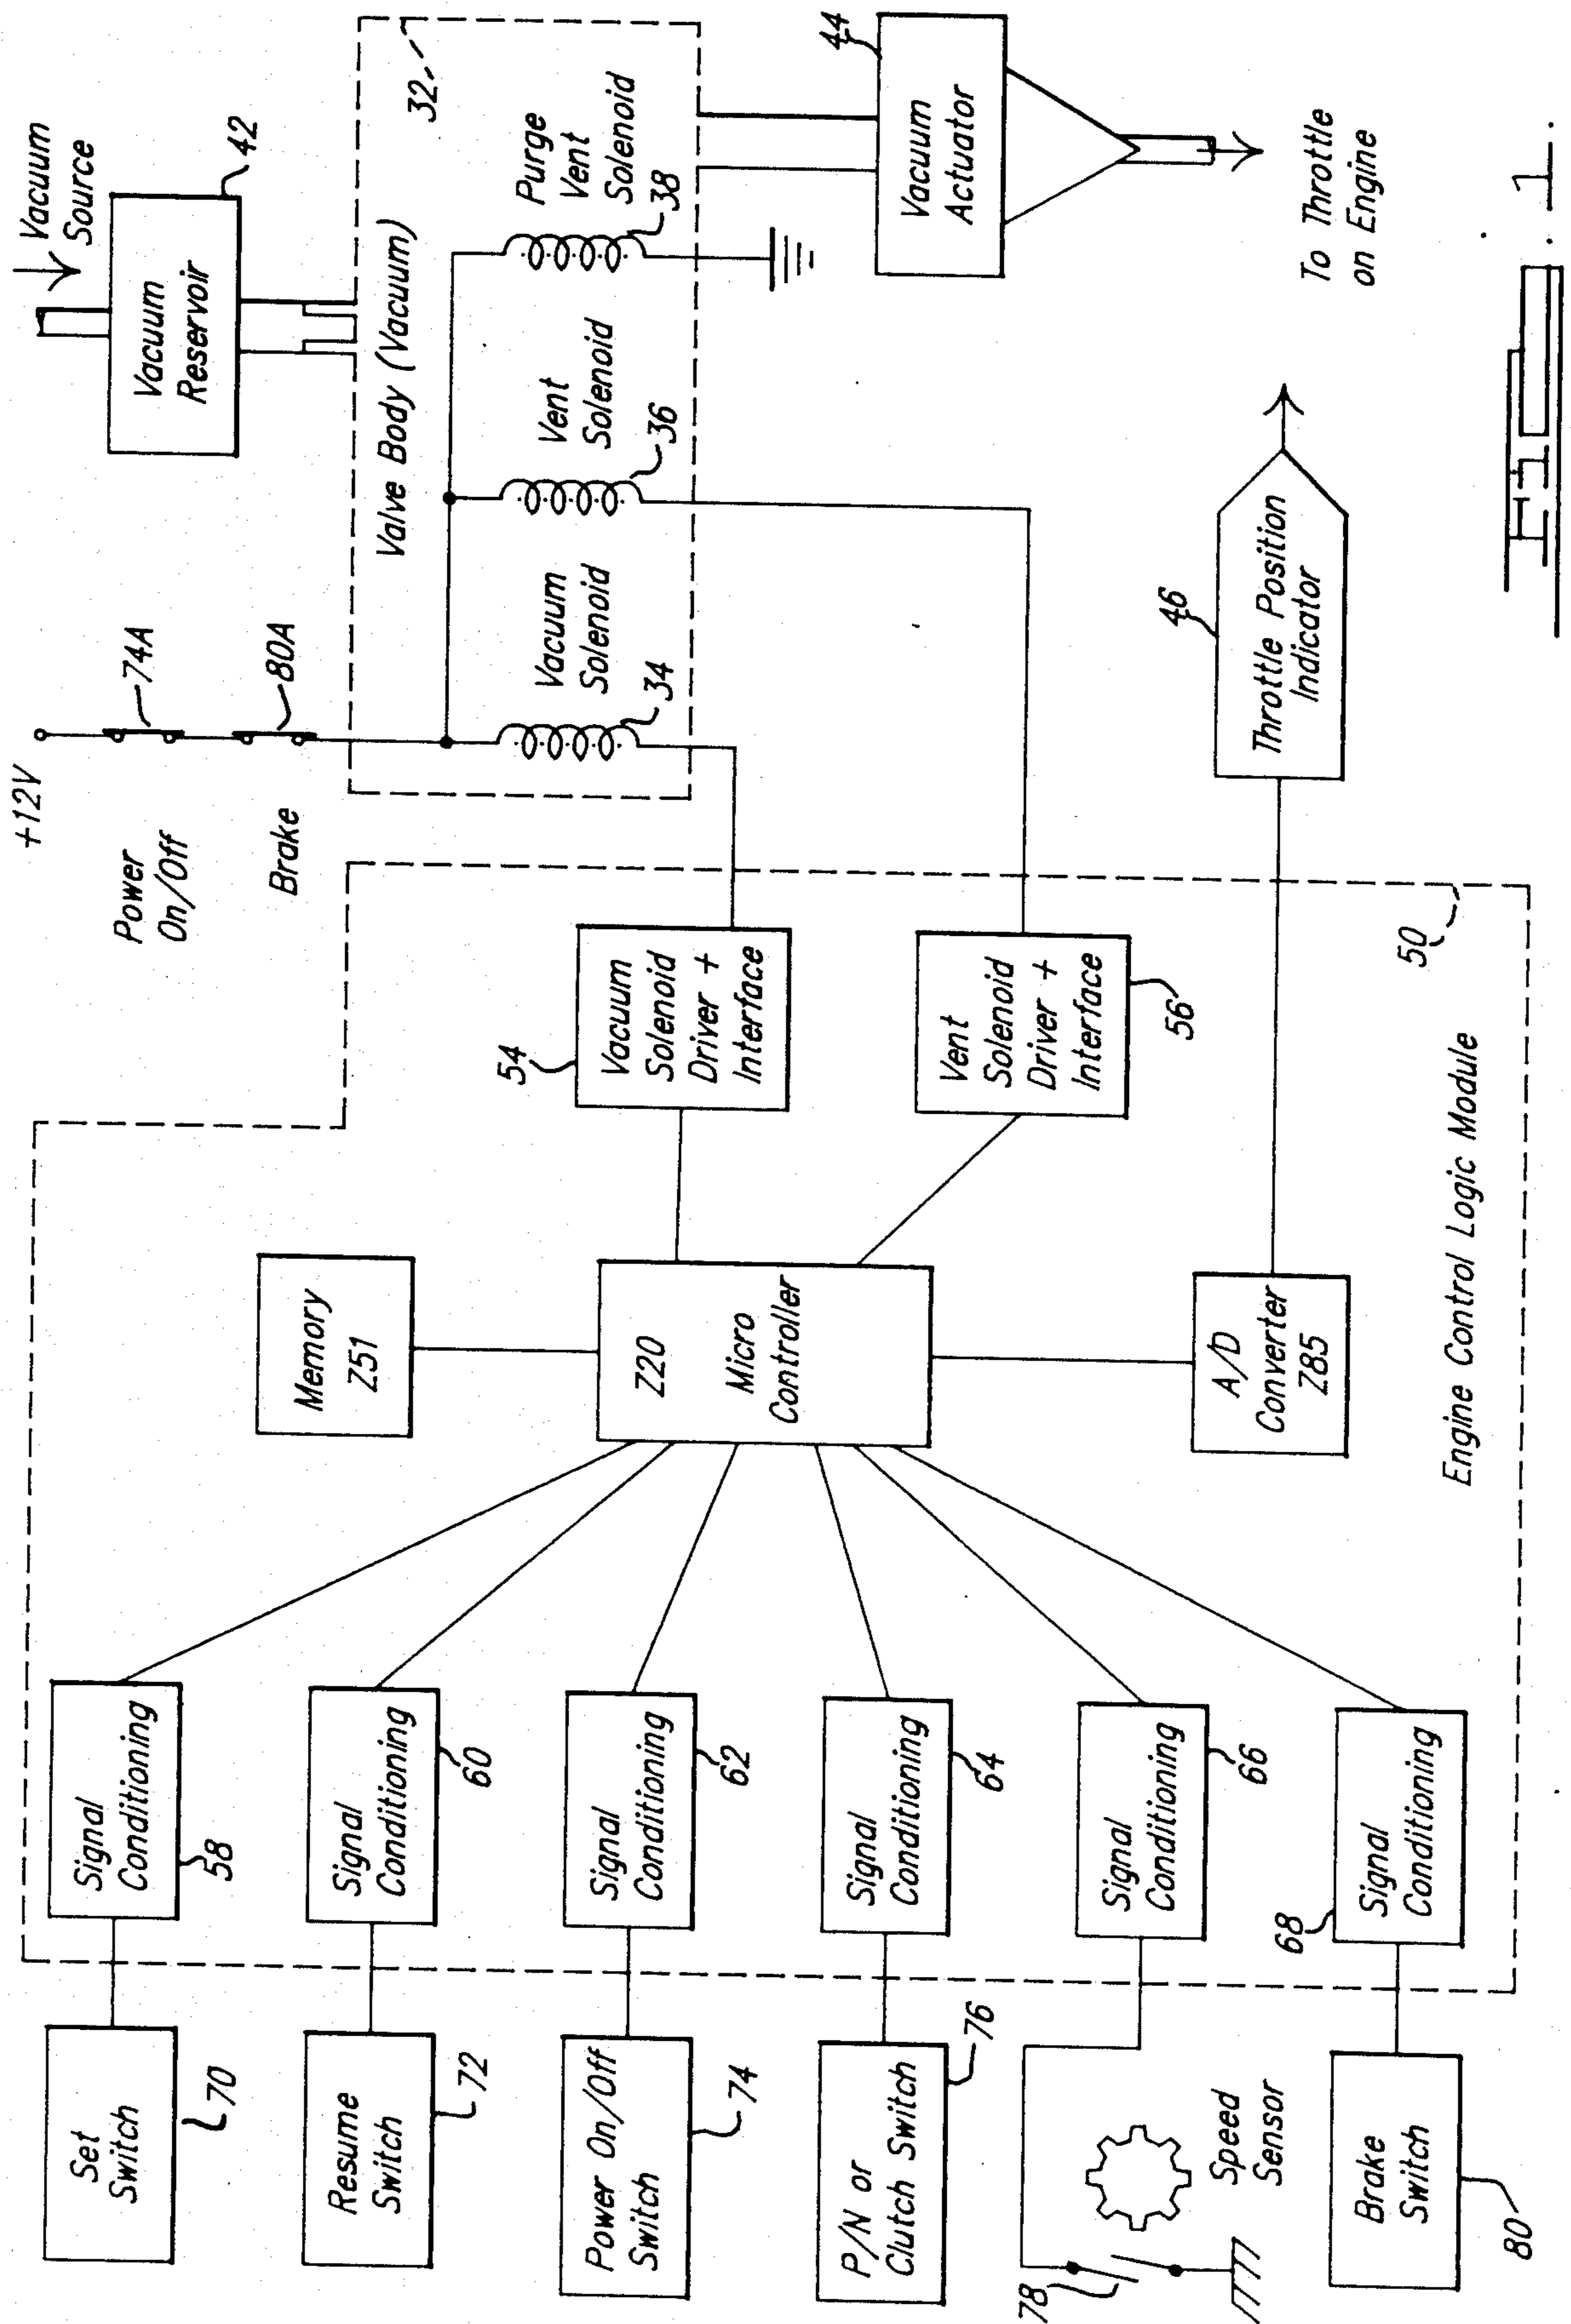 +12V
Power
On/Off
Brake
74A
80A
Vacuum
Source
Vacuum
Reservoir
42
32
Valve Body (Vacuum)
Vacuum
Solenoid
34
Vent
Solenoid
36
Purge
Vent
Solenoid
38
Vacuum
Actuator
44
To Throttle
on Engine
Throttle Position
Indicator
46
Set
Switch
70
Signal
Conditioning
58
Resume
Switch
72
Signal
Conditioning
60
Power On/Off
Switch
74
Signal
Conditioning
62
P/N or
Clutch Switch
76
Signal
Conditioning
64
78
Speed
Sensor
Signal
Conditioning
66
Brake
Switch
80
Signal
Conditioning
68
Memory
Z51
Z20
Micro
Controller
A/D
Converter
Z85
54
Vacuum
Solenoid
Driver +
Interface
Vent
Solenoid
Driver +
Interface
56
50
Engine Control Logic Module
FIG. 1.